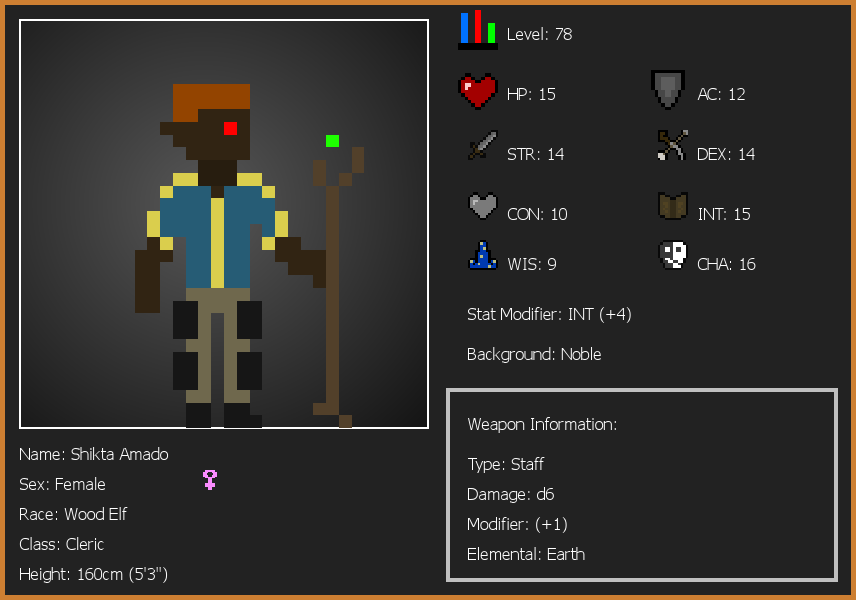 Level: 78
HP: 15
AC: 12
STR: 14
DEX: 14
CON: 10
INT: 15
WIS: 9
CHA: 16
Stat Modifier: INT (+4)
Background: Noble
Weapon Information:
Type: Staff
Damage: d6
Modifier: (+1)
Elemental: Earth
Name: Shikta Amado
Sex: Female
Race: Wood Elf
Class: Cleric
Height: 160cm (5'3")